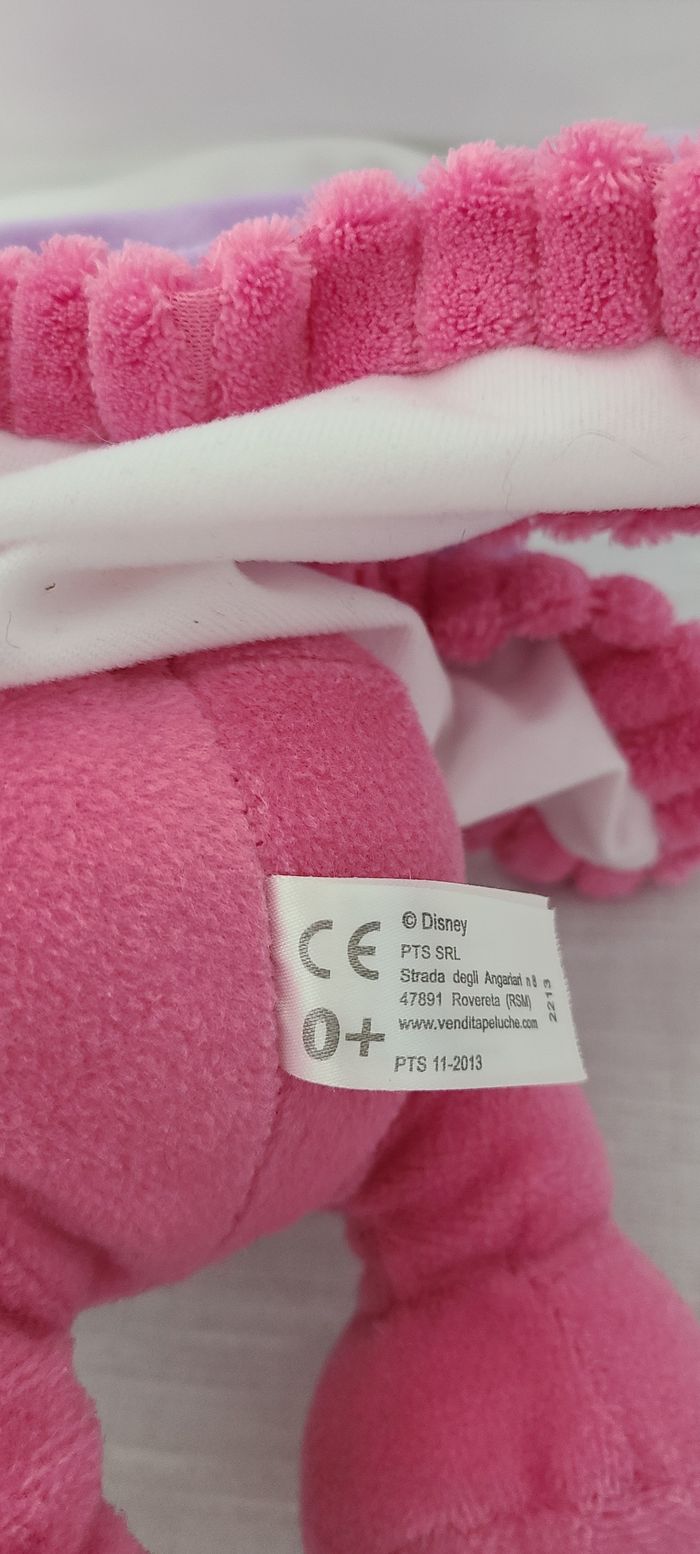 CE
0+
© Disney
PTS SRL
Strada degli Angariari n 8
47891 Rovereta (RSM)
www.venditapeluche.com
PTS 11-2013
2213